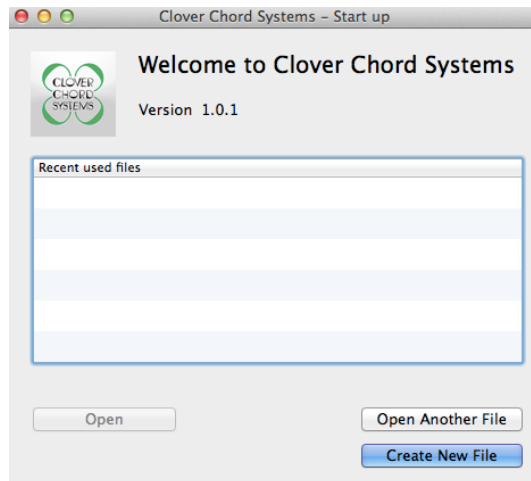 Clover Chord Systems – Start up
CLOVER
CHORD
SYSTEMS
Welcome to Clover Chord Systems
Version 1.0.1
Recent used files
Open
Open Another File
Create New File